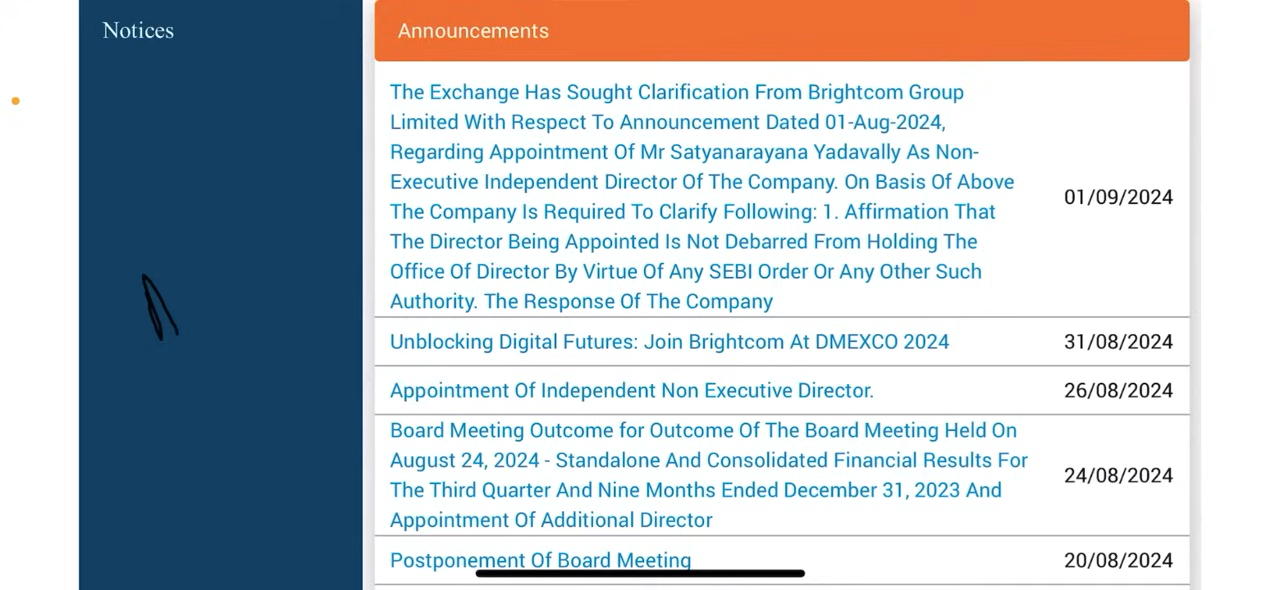 Notices
Announcements
The Exchange Has Sought Clarification From Brightcom Group
Limited With Respect To Announcement Dated 01-Aug-2024,
Regarding Appointment Of Mr Satyanarayana Yadavally As Non-
Executive Independent Director Of The Company. On Basis Of Above
The Company Is Required To Clarify Following: 1. Affirmation That
The Director Being Appointed Is Not Debarred From Holding The
Office Of Director By Virtue Of Any SEBI Order Or Any Other Such
Authority. The Response Of The Company
01/09/2024
Unblocking Digital Futures: Join Brightcom At DMEXCO 2024
31/08/2024
Appointment Of Independent Non Executive Director.
26/08/2024
Board Meeting Outcome for Outcome Of The Board Meeting Held On
August 24, 2024 - Standalone And Consolidated Financial Results For
The Third Quarter And Nine Months Ended December 31, 2023 And
Appointment Of Additional Director
24/08/2024
Postponement Of Board Meeting
20/08/2024